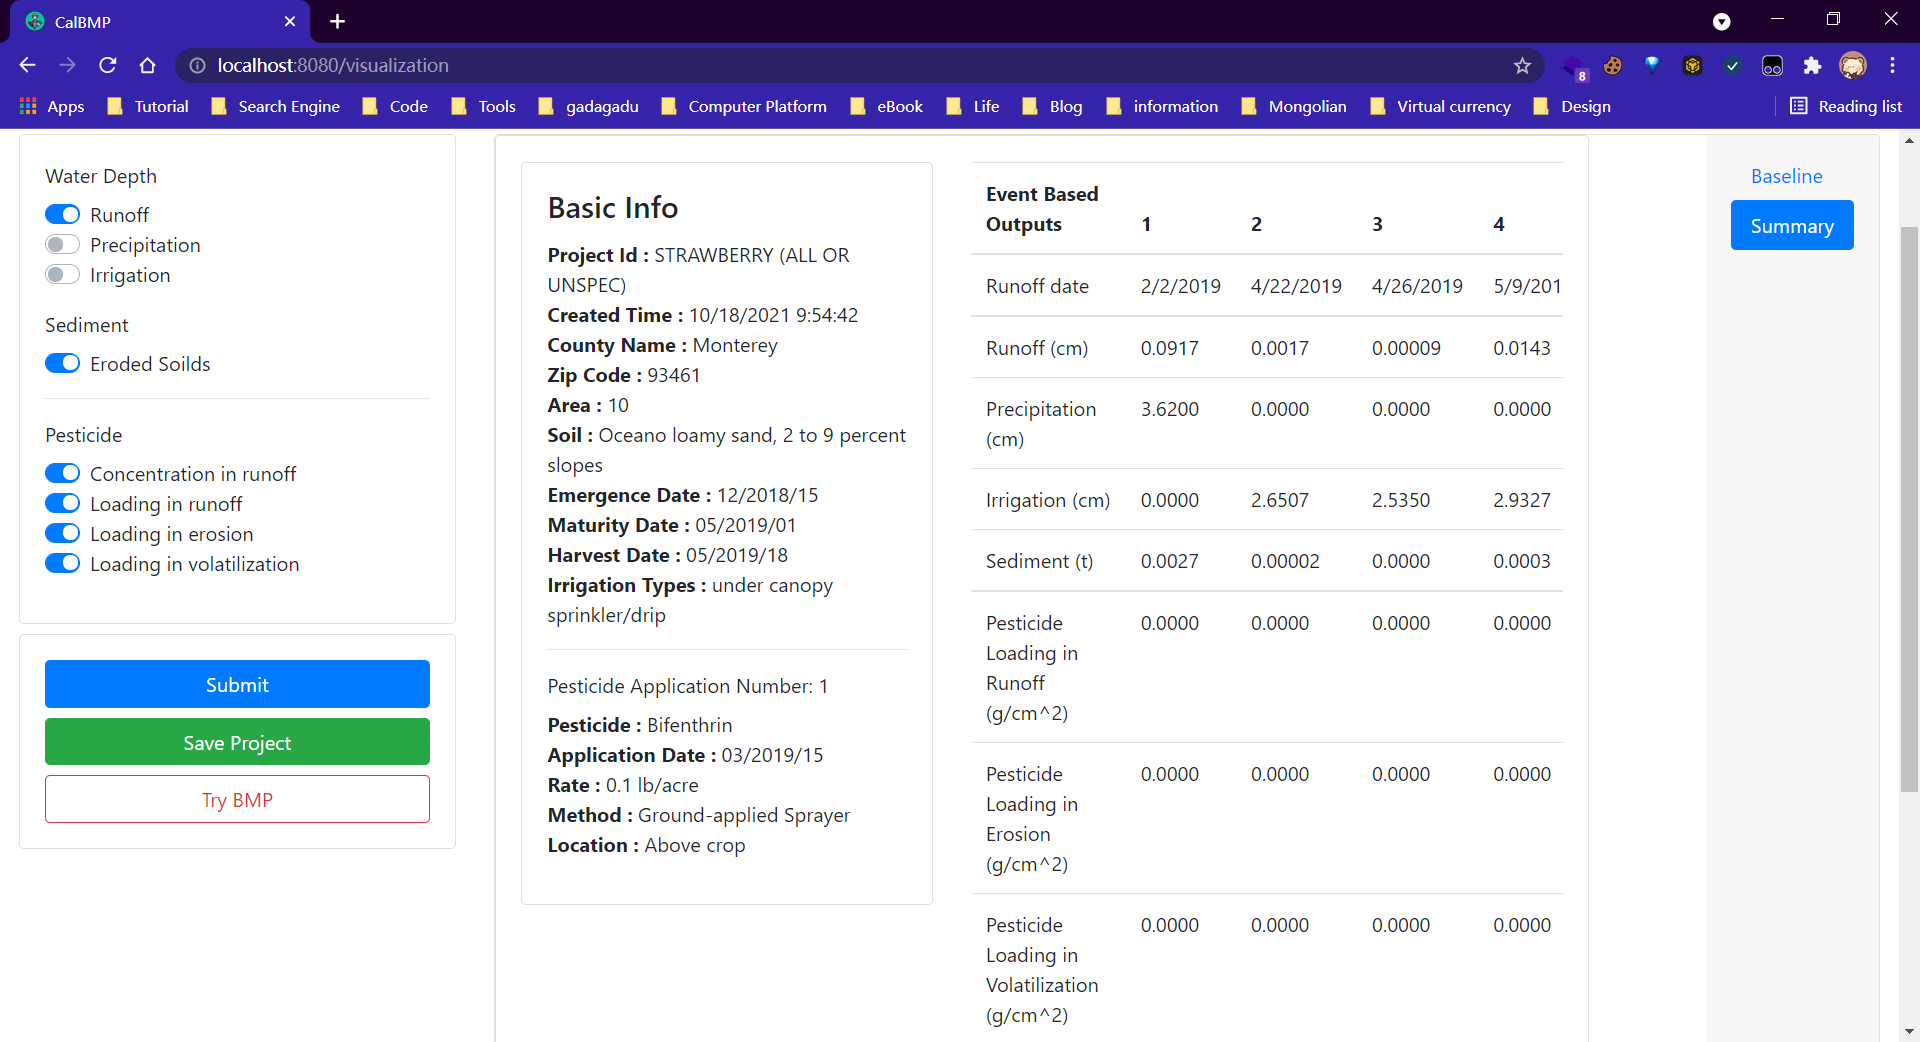 CalBMP
localhost:8080/visualization
8
Apps
Tutorial
Search Engine
Code
Tools
gadagadu
Computer Platform
eBook
Life
Blog
information
Mongolian
Virtual currency
Design
Reading list
Water Depth
Runoff
Precipitation
Irrigation
Sediment
Eroded Soilds
Pesticide
Concentration in runoff
Loading in runoff
Loading in erosion
Loading in volatilization
Submit
Save Project
Try BMP
Basic Info
Project Id : STRAWBERRY (ALL OR
UNSPEC)
Created Time : 10/18/2021 9:54:42
County Name : Monterey
Zip Code : 93461
Area : 10
Soil : Oceano loamy sand, 2 to 9 percent
slopes
Emergence Date : 12/2018/15
Maturity Date : 05/2019/01
Harvest Date : 05/2019/18
Irrigation Types : under canopy
sprinkler/drip
Pesticide Application Number: 1
Pesticide : Bifenthrin
Application Date : 03/2019/15
Rate : 0.1 lb/acre
Method : Ground-applied Sprayer
Location : Above crop
Event Based
Outputs 1 2 3 4
Runoff date 2/2/2019 4/22/2019 4/26/2019 5/9/201
Runoff (cm) 0.0917 0.0017 0.00009 0.0143
Precipitation 3.6200 0.0000 0.0000 0.0000
(cm)
Irrigation (cm) 0.0000 2.6507 2.5350 2.9327
Sediment (t) 0.0027 0.00002 0.0000 0.0003
Pesticide 0.0000 0.0000 0.0000 0.0000
Loading in
Runoff
(g/cm^2)
Pesticide 0.0000 0.0000 0.0000 0.0000
Loading in
Erosion
(g/cm^2)
Pesticide 0.0000 0.0000 0.0000 0.0000
Loading in
Volatilization
(g/cm^2)
Baseline
Summary